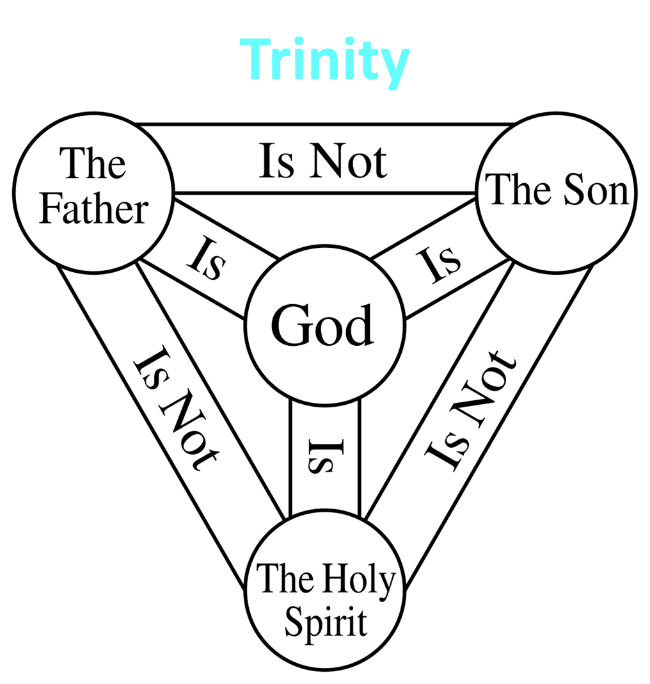 Trinity
The
Father
Is Not
The Son
Is
Is
God
Is Not
Is
Is Not
The Holy
Spirit